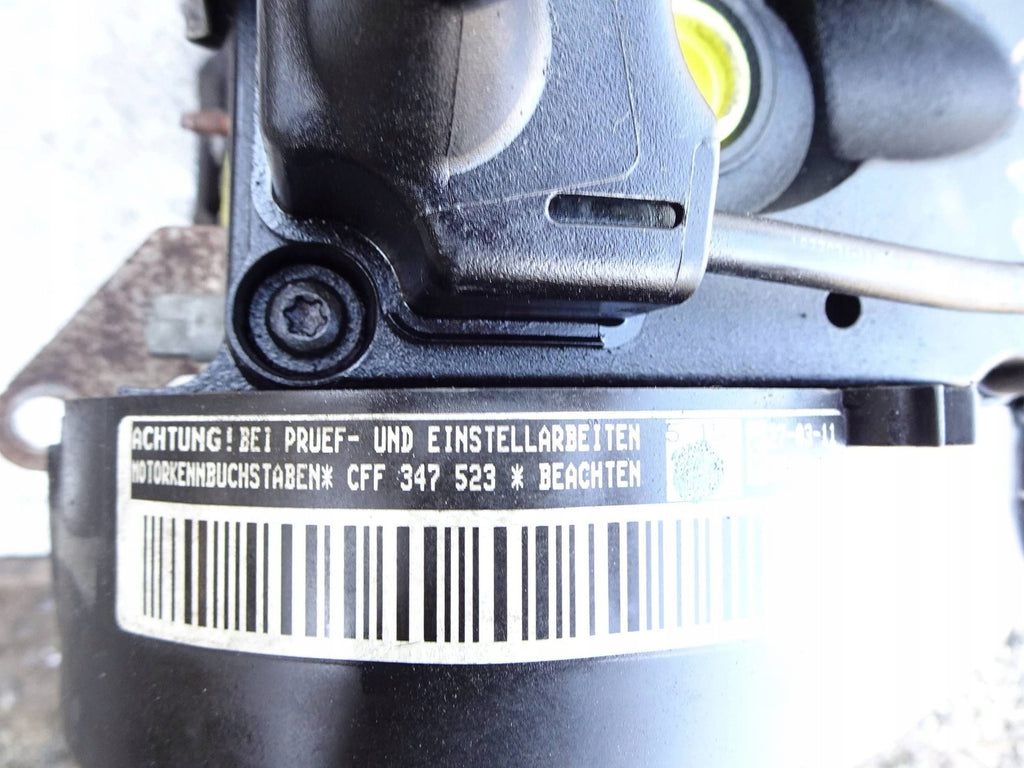 ACHTUNG! BEI PRUEF- UND EINSTELLARBEITEN
MOTORKENNBUCHSTABEN* CFF 347 523 * BEACHTEN